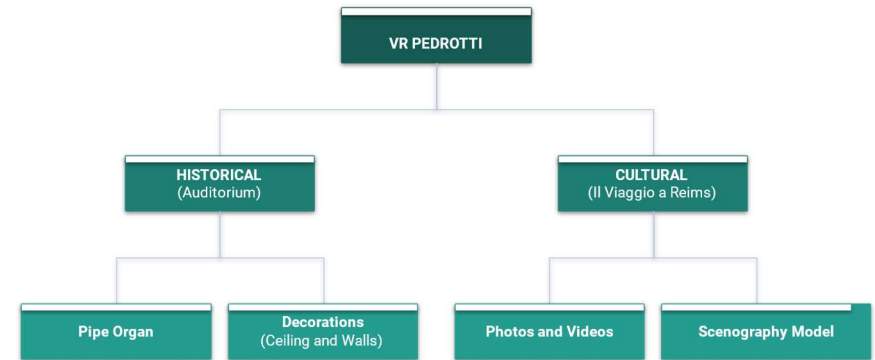 VR PEDROTTI
HISTORICAL
(Auditorium)
CULTURAL
(Il Viaggio a Reims)
Pipe Organ
Decorations
(Ceiling and Walls)
Photos and Videos
Scenography Model